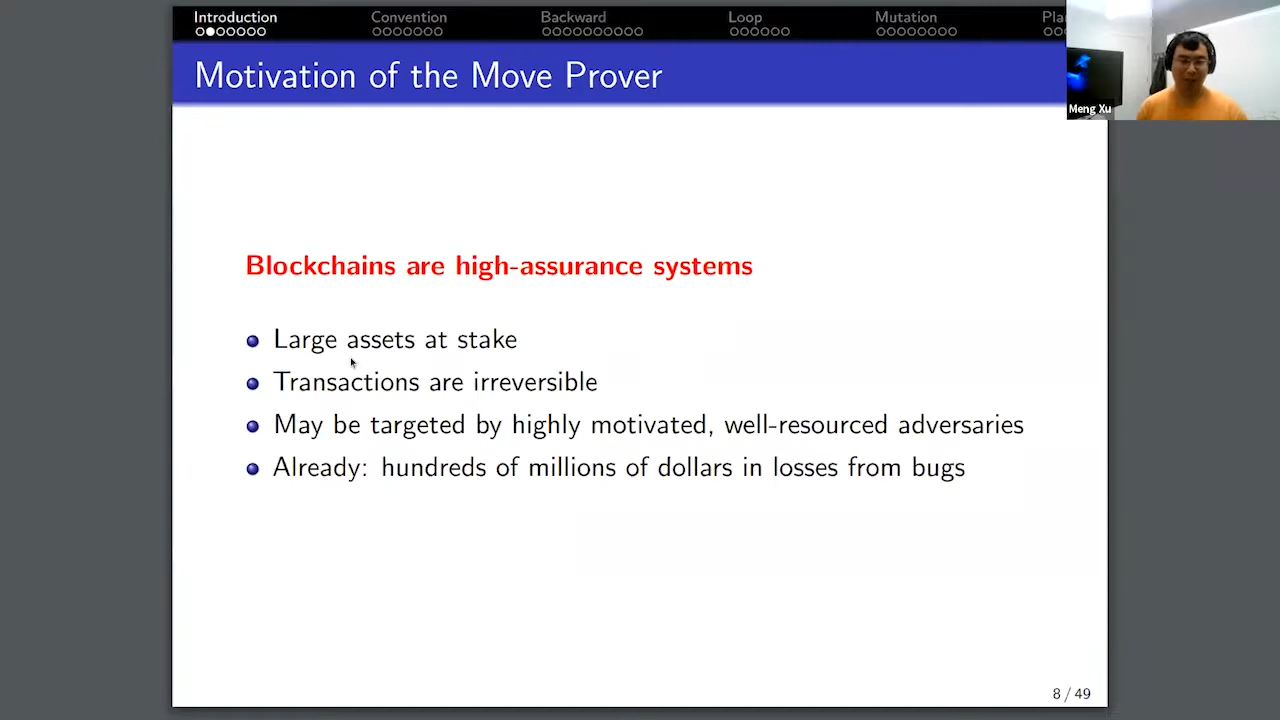 Introduction Convention Backward Loop Mutation
Motivation of the Move Prover
Meng Xu
Blockchains are high-assurance systems
Large assets at stake
Transactions are irreversible
May be targeted by highly motivated, well-resourced adversaries
Already: hundreds of millions of dollars in losses from bugs
8 / 49